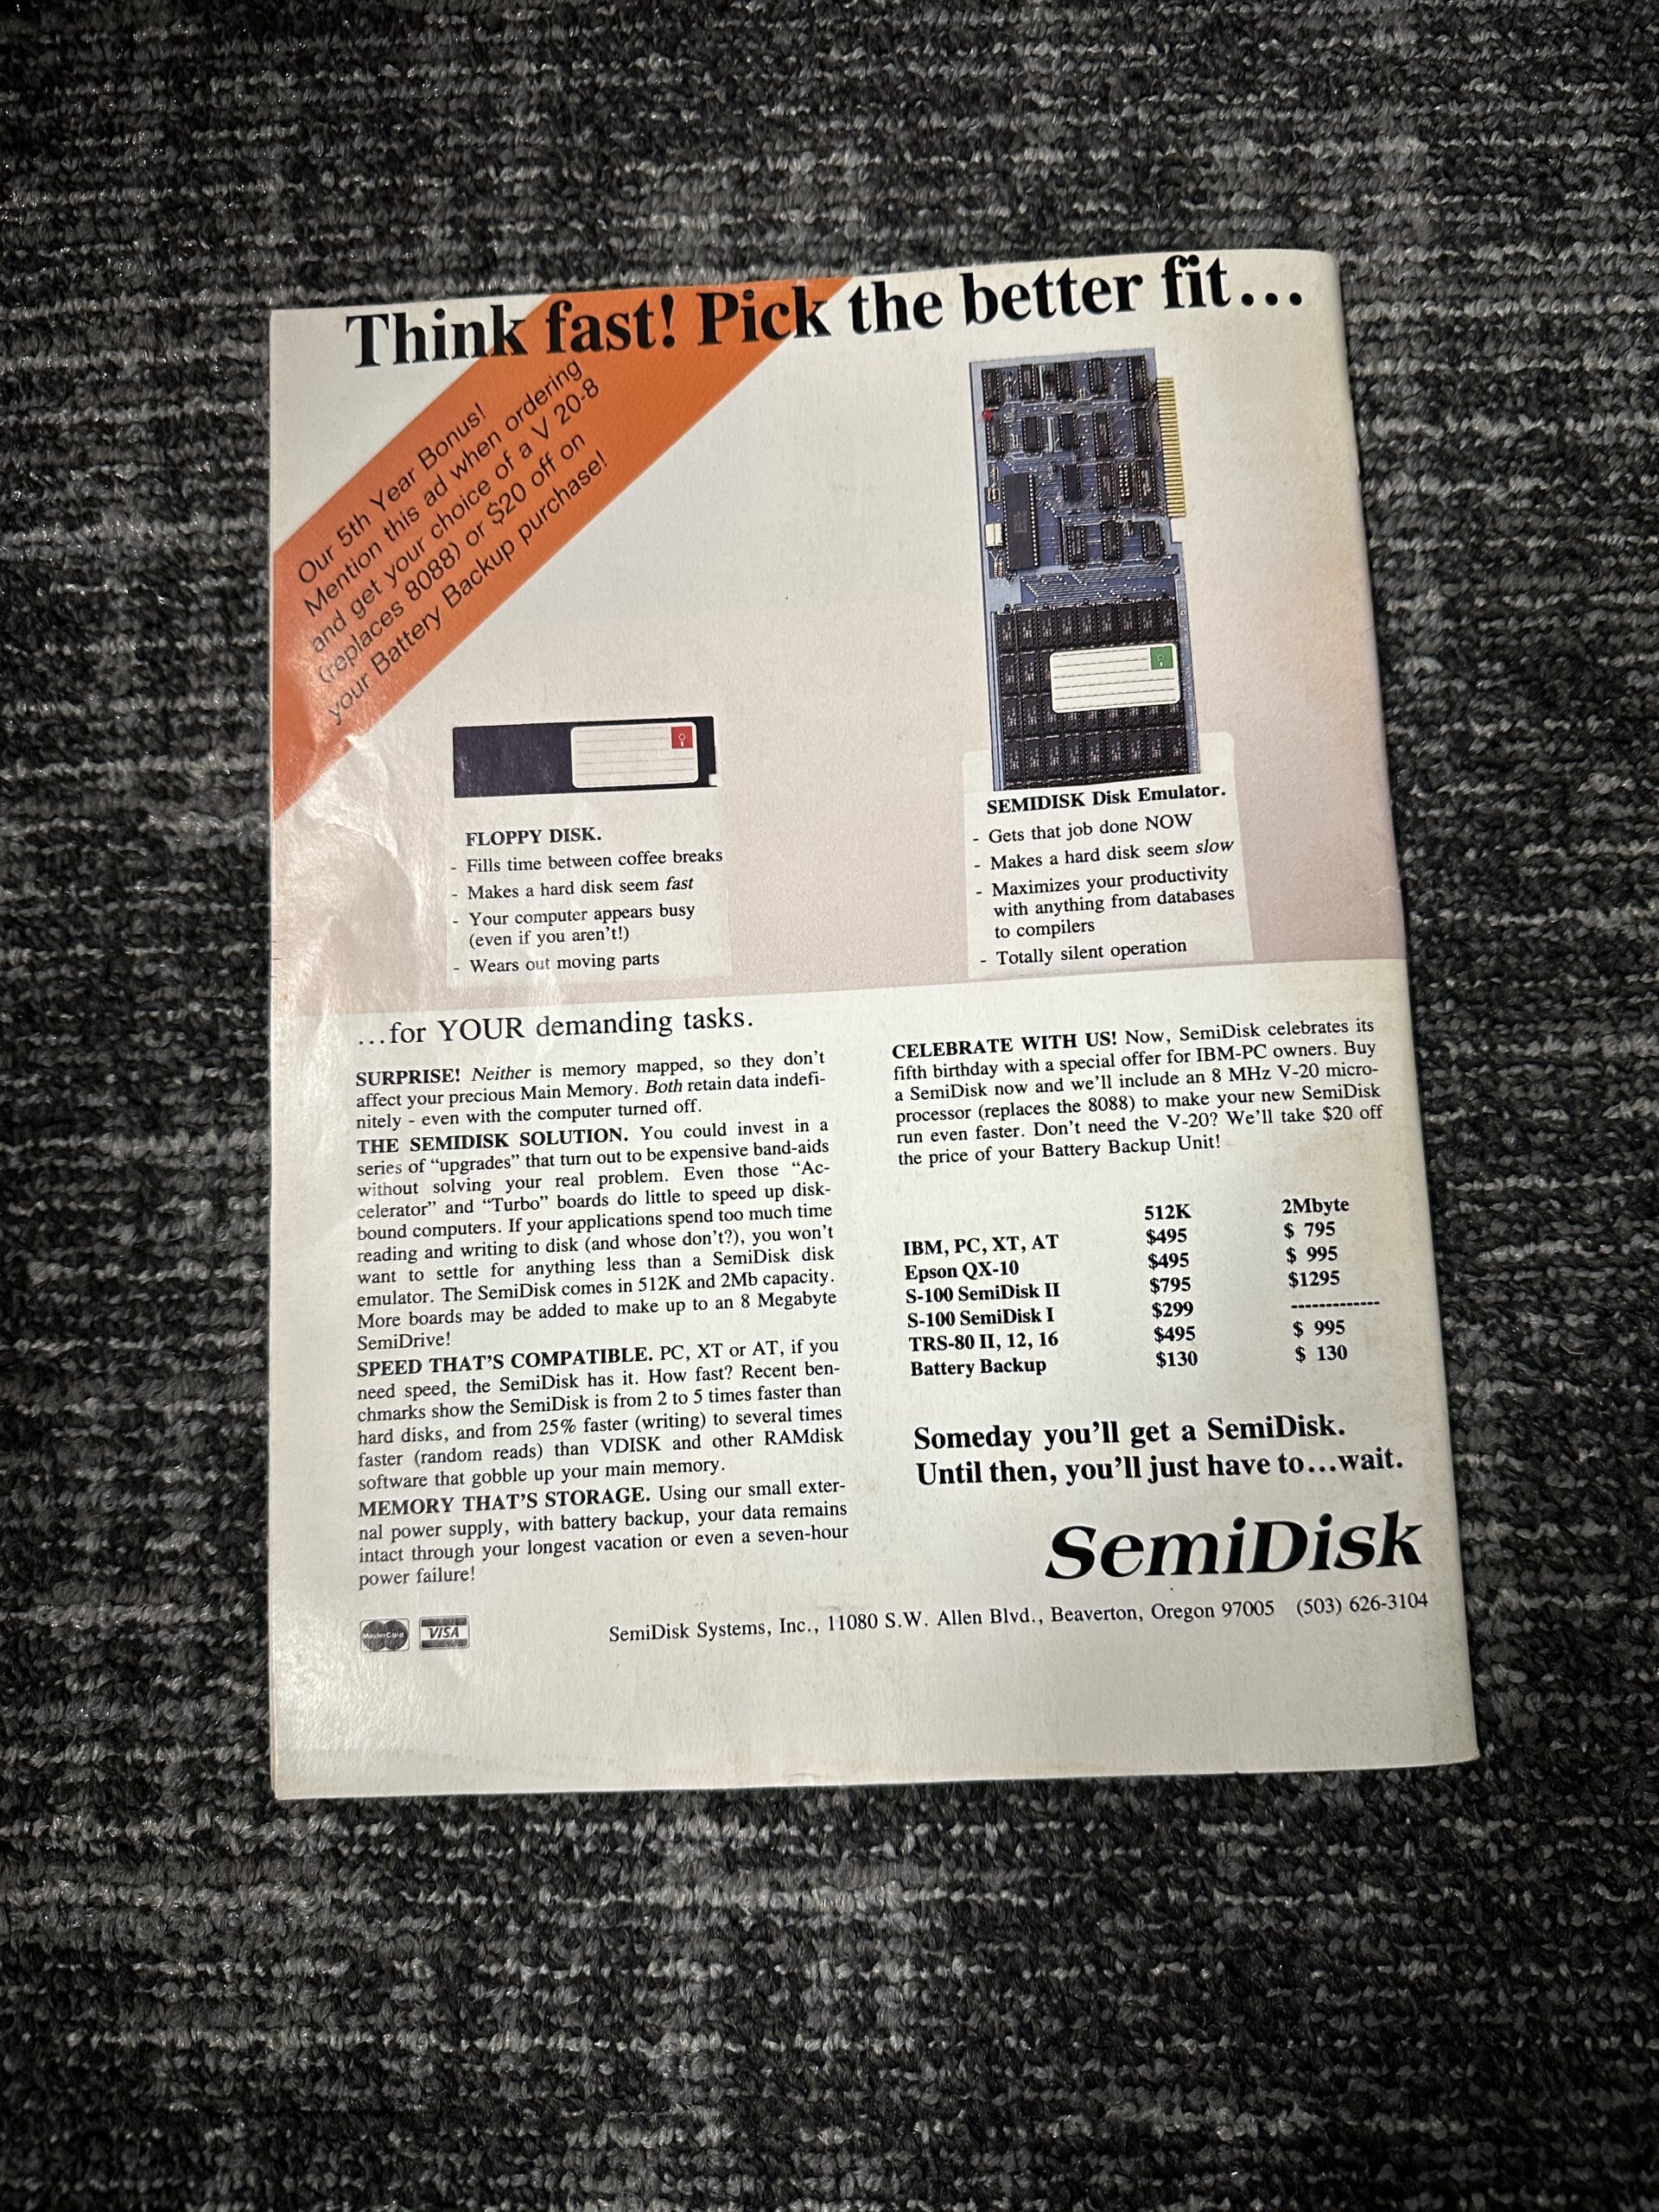 Think fast! Pick the better fit...
Our 5th Year Bonus!
Mention this ad when ordering
and get your choice of a V 20-8
(replaces 8088) or $20 off on
your Battery Backup purchase!
FLOPPY DISK.
- Fills time between coffee breaks
- Makes a hard disk seem fast
- Your computer appears busy
(even if you aren't!)
- Wears out moving parts
SEMIDISK Disk Emulator.
- Gets that job done NOW
- Makes a hard disk seem slow
- Maximizes your productivity
with anything from databases
to compilers
- Totally silent operation
...for YOUR demanding tasks.
SURPRISE! Neither is memory mapped, so they don't
affect your precious Main Memory. Both retain data indefi-
nitely - even with the computer turned off.
THE SEMIDISK SOLUTION. You could invest in a
series of "upgrades" that turn out to be expensive band-aids
without solving your real problem. Even those "Ac-
celerator" and "Turbo" boards do little to speed up disk-
bound computers. If your applications spend too much time
reading and writing to disk (and whose don't?), you won't
want to settle for anything less than a SemiDisk disk
emulator. The SemiDisk comes in 512K and 2Mb capacity.
More boards may be added to make up to an 8 Megabyte
SemiDrive!
SPEED THAT'S COMPATIBLE. PC, XT or AT, if you
need speed, the SemiDisk has it. How fast? Recent ben-
chmarks show the SemiDisk is from 2 to 5 times faster than
hard disks, and from 25% faster (writing) to several times
faster (random reads) than VDISK and other RAMdisk
software that gobble up your main memory.
MEMORY THAT'S STORAGE. Using our small exter-
nal power supply, with battery backup, your data remains
intact through your longest vacation or even a seven-hour
power failure!
CELEBRATE WITH US! Now, SemiDisk celebrates its
fifth birthday with a special offer for IBM-PC owners. Buy
a SemiDisk now and we'll include an 8 MHz V-20 micro-
processor (replaces the 8088) to make your new SemiDisk
run even faster. Don't need the V-20? We'll take $20 off
the price of your Battery Backup Unit!
512K 2Mbyte
IBM, PC, XT, AT $495 $ 795
Epson QX-10 $495 $ 995
S-100 SemiDisk II $795 $1295
S-100 SemiDisk I $299 -------------
TRS-80 II, 12, 16 $495 $ 995
Battery Backup $130 $ 130
Someday you'll get a SemiDisk.
Until then, you'll just have to...wait.
SemiDisk
MasterCard VISA
SemiDisk Systems, Inc., 11080 S.W. Allen Blvd., Beaverton, Oregon 97005 (503) 626-3104